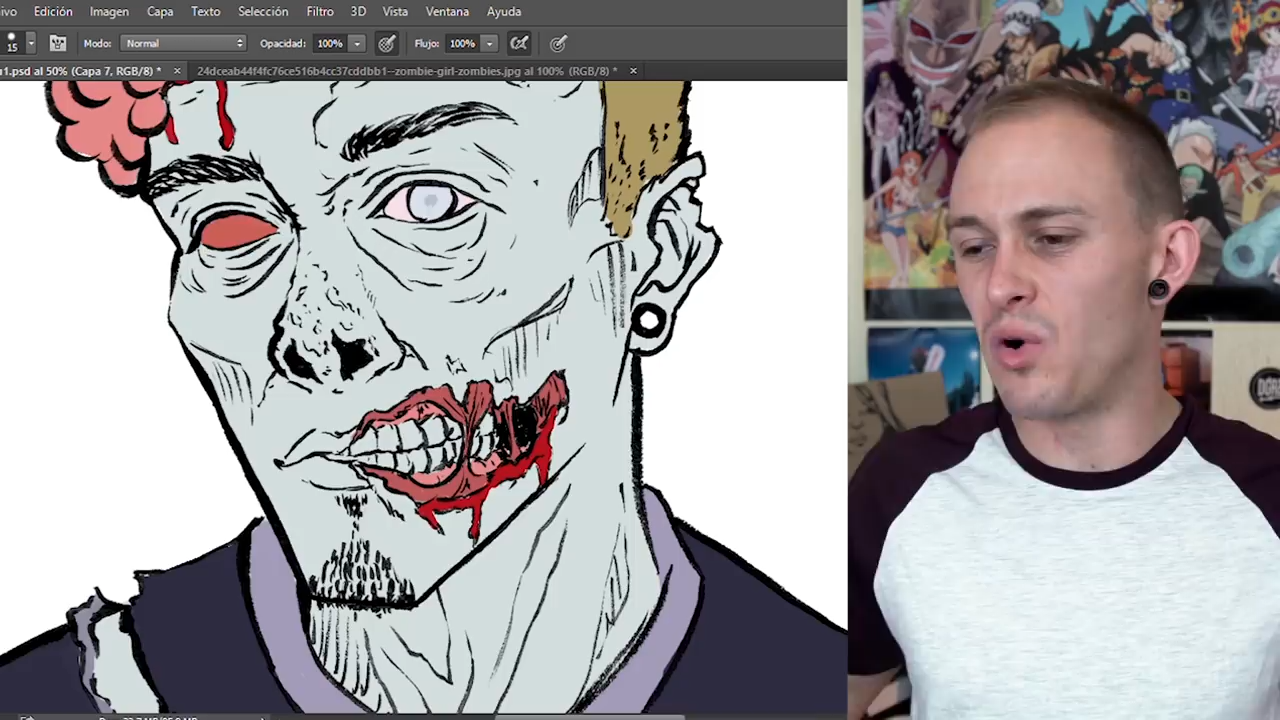 ivo Edición Imagen Capa Texto Selección Filtro 3D Vista Ventana Ayuda
15 Modo: Normal Opacidad: 100% Flujo: 100%
u1.psd al 50% (Capa 7, RGB/8) * × 24dceab44f4fc76ce516b4cc37cddbb1--zombie-girl-zombies.jpg al 100% (RGB/8) * ×